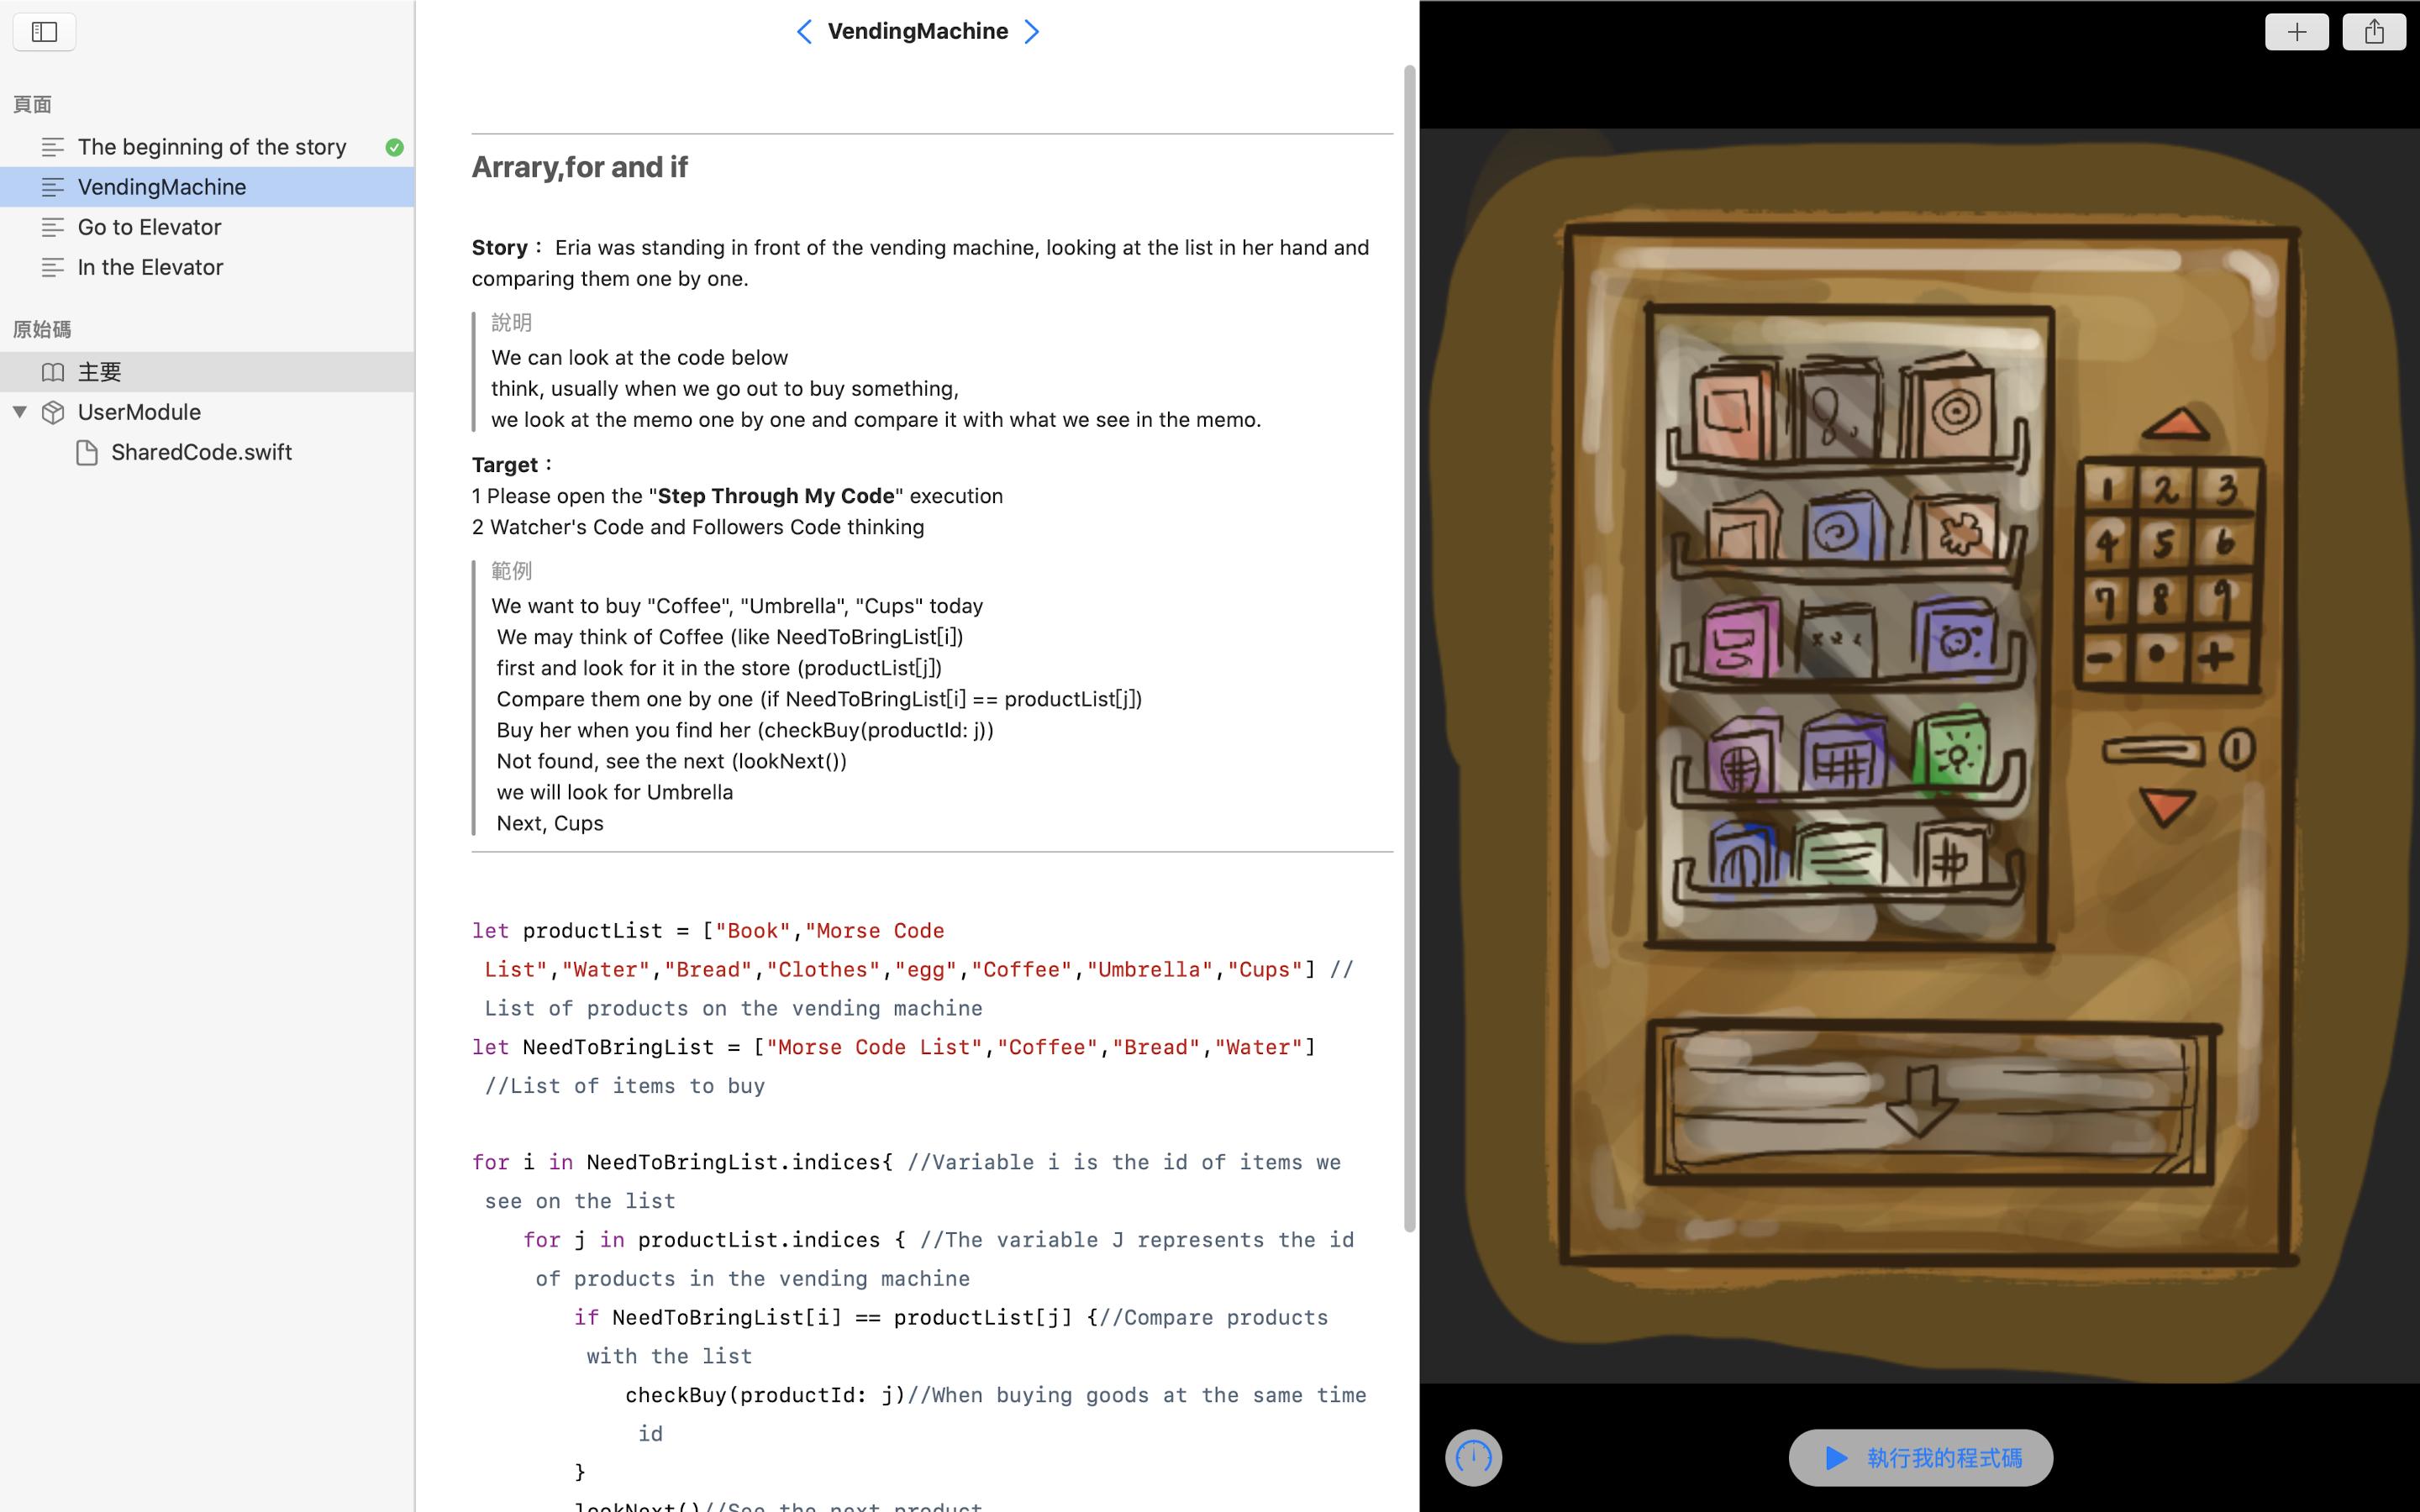 VendingMachine
頁面
The beginning of the story
VendingMachine
Go to Elevator
In the Elevator
原始碼
主要
UserModule
SharedCode.swift
Arrary,for and if
Story： Eria was standing in front of the vending machine, looking at the list in her hand and
comparing them one by one.
說明
We can look at the code below
think, usually when we go out to buy something,
we look at the memo one by one and compare it with what we see in the memo.
Target：
1 Please open the "Step Through My Code" execution
2 Watcher's Code and Followers Code thinking
範例
We want to buy "Coffee", "Umbrella", "Cups" today
We may think of Coffee (like NeedToBringList[i])
first and look for it in the store (productList[j])
Compare them one by one (if NeedToBringList[i] == productList[j])
Buy her when you find her (checkBuy(productId: j))
Not found, see the next (lookNext())
we will look for Umbrella
Next, Cups
let productList = ["Book","Morse Code
List","Water","Bread","Clothes","egg","Coffee","Umbrella","Cups"] //
List of products on the vending machine
let NeedToBringList = ["Morse Code List","Coffee","Bread","Water"]
//List of items to buy
for i in NeedToBringList.indices{ //Variable i is the id of items we
see on the list
for j in productList.indices { //The variable J represents the id
of products in the vending machine
if NeedToBringList[i] == productList[j] {//Compare products
with the list
checkBuy(productId: j)//When buying goods at the same time
id
}
lookNext()//See the next product
1 2 3
4 5 6
7 8 9
- • +
執行我的程式碼